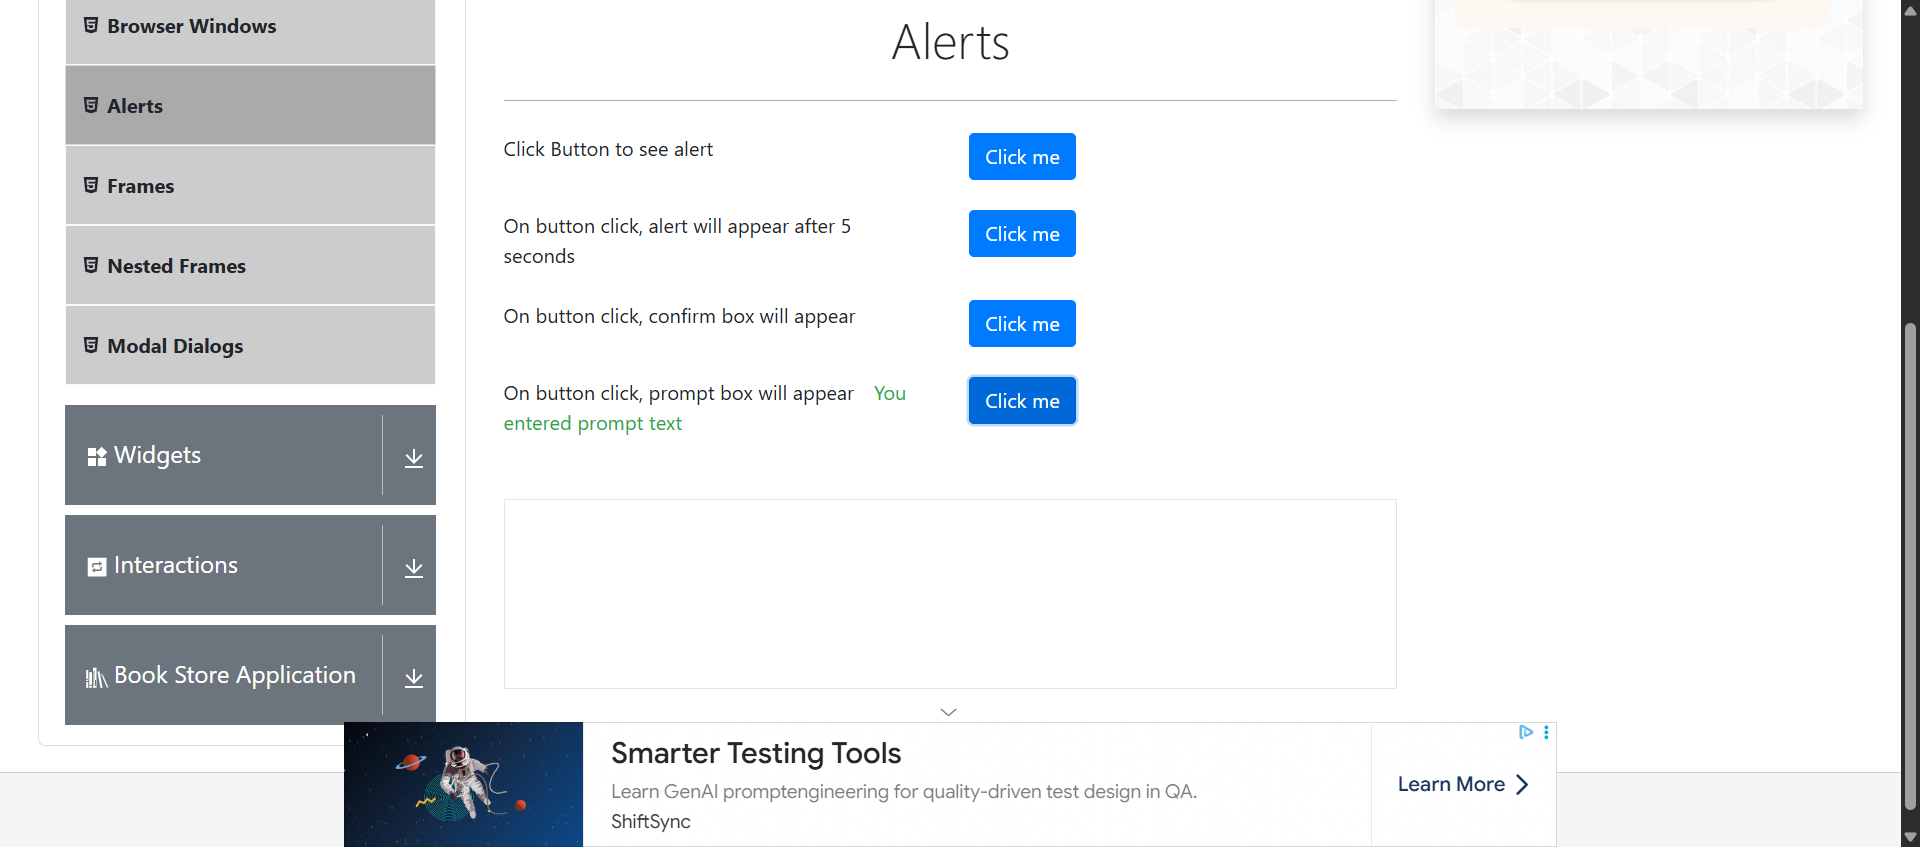 Browser Windows
Alerts
Frames
Nested Frames
Modal Dialogs
Widgets
Interactions
Book Store Application
Alerts
Click Button to see alert
Click me
On button click, alert will appear after 5
seconds
Click me
On button click, confirm box will appear
Click me
On button click, prompt box will appear You
entered prompt text
Click me
Smarter Testing Tools
Learn GenAI promptengineering for quality-driven test design in QA.
ShiftSync
Learn More